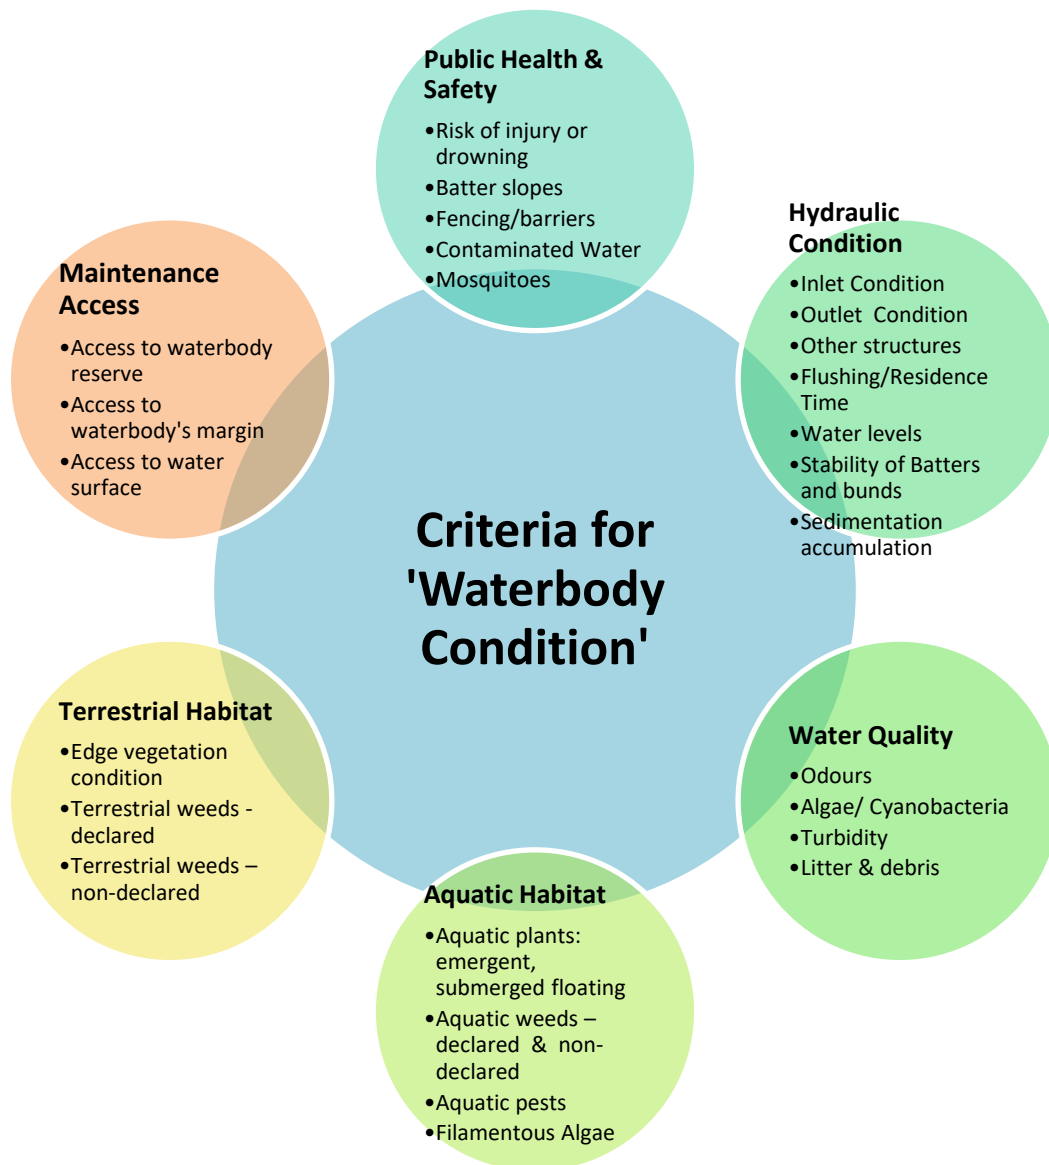 Public Health &
Safety
•Risk of injury or
drowning
•Batter slopes
•Fencing/barriers
•Contaminated Water
•Mosquitoes
Hydraulic
Condition
•Inlet Condition
•Outlet  Condition
•Other structures
•Flushing/Residence
Time
•Water levels
•Stability of Batters
and bunds
•Sedimentation
accumulation
Water Quality
•Odours
•Algae/ Cyanobacteria
•Turbidity
•Litter & debris
Aquatic Habitat
•Aquatic plants:
emergent,
submerged floating
•Aquatic weeds –
declared  &  non-
declared
•Aquatic pests
•Filamentous Algae
Terrestrial Habitat
•Edge vegetation
condition
•Terrestrial weeds -
declared
•Terrestrial weeds –
non-declared
Maintenance
Access
•Access to waterbody
reserve
•Access to
waterbody's margin
•Access to water
surface
Criteria for
'Waterbody
Condition'